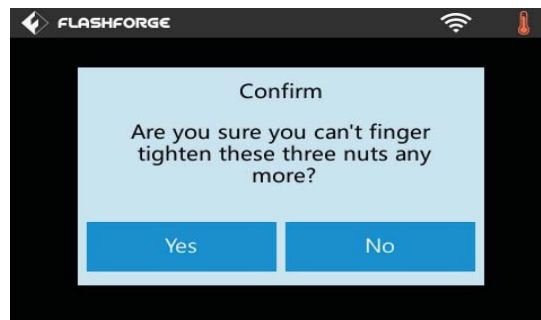 FLASHFORGE
Confirm
Are you sure you can't finger
tighten these three nuts any
more?
Yes
No